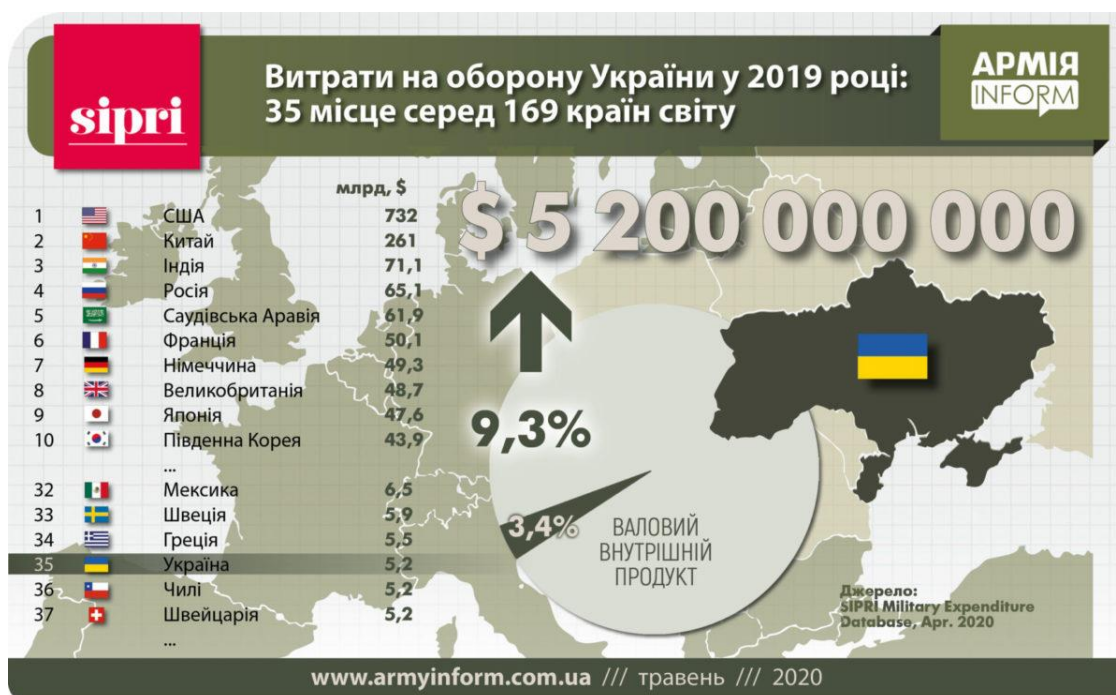 sipri
Витрати на оборону України у 2019 році:
35 місце серед 169 країн світу
АРМІЯ
INFORM
млрд, $
1 США 732
2 Китай 261
3 Індія 71,1
4 Росія 65,1
5 Саудівська Аравія 61,9
6 Франція 50,1
7 Німеччина 49,3
8 Великобританія 48,7
9 Японія 47,6
10 Південна Корея 43,9
...
32 Мексика 6,5
33 Швеція 5,9
34 Греція 5,5
35 Україна 5,2
36 Чилі 5,2
37 Швейцарія 5,2
...
$ 5 200 000 000
9,3%
3,4%
ВАЛОВИЙ
ВНУТРІШНІЙ
ПРОДУКТ
Джерело:
SIPRI Military Expenditure
Database, Apr. 2020
www.armyinform.com.ua /// травень /// 2020